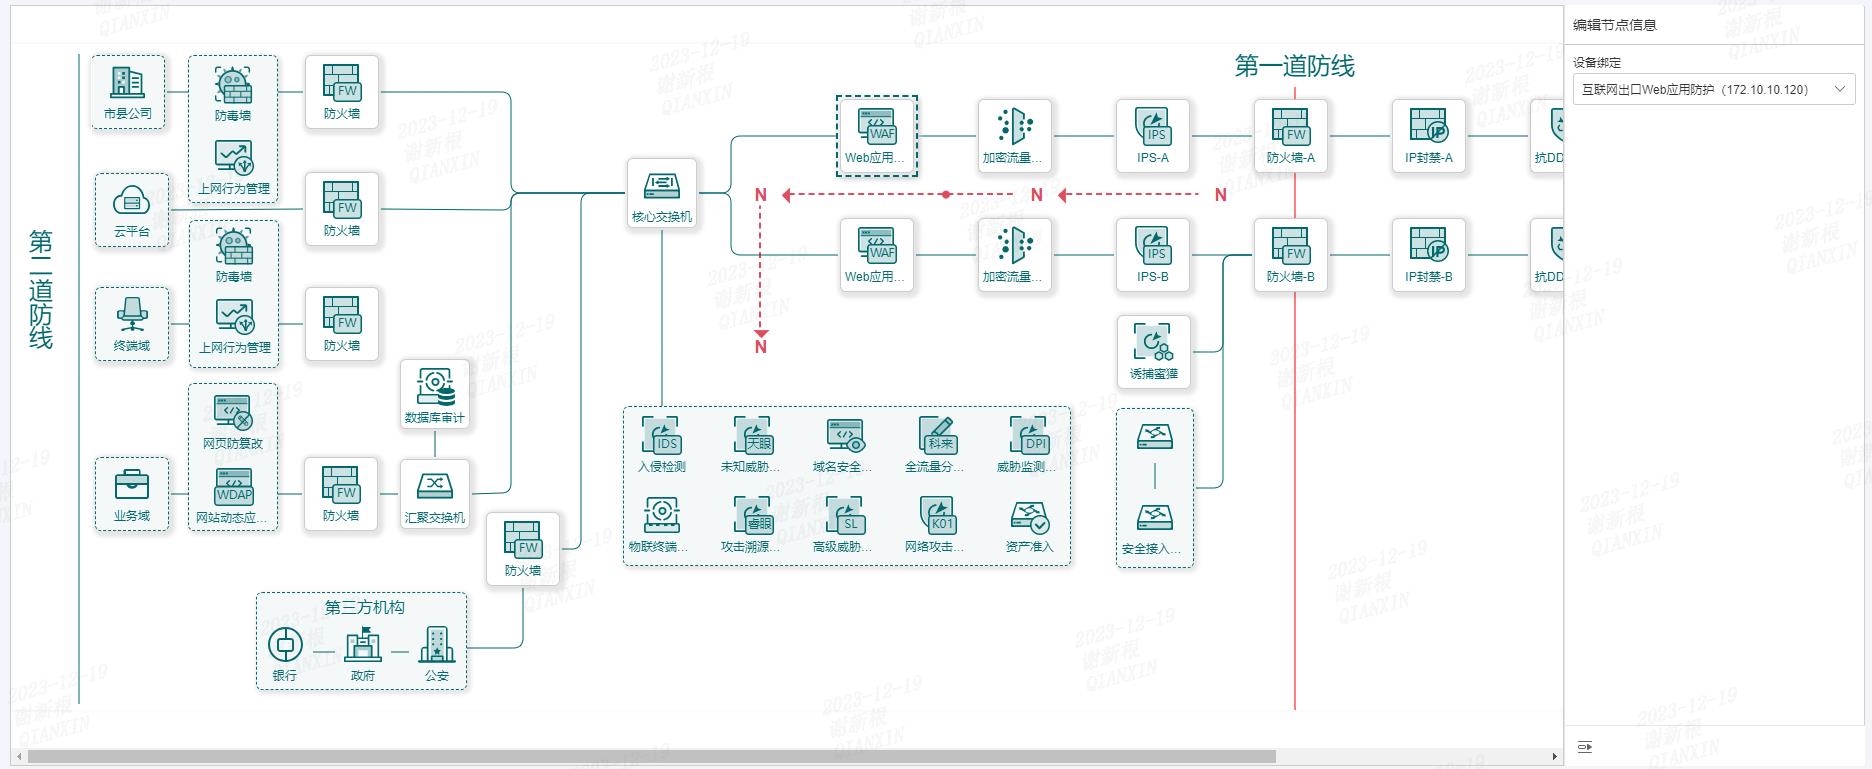 第一道防线
第二道防线
市县公司
防毒墙
上网行为管理
FW
防火墙
云平台
FW
防火墙
防毒墙
上网行为管理
终端域
FW
防火墙
网页防篡改
WDAP
网站动态应...
业务域
FW
防火墙
数据库审计
汇聚交换机
FW
防火墙
第三方机构
银行
政府
公安
核心交换机
WAF
Web应用...
加密流量...
IPS
IPS-A
FW
防火墙-A
IP
IP封禁-A
抗DD
N
N
N
N
WAF
Web应用...
加密流量...
IPS
IPS-B
FW
防火墙-B
IP
IP封禁-B
抗DD
诱捕蜜獾
安全接入...
IDS
入侵检测
天眼
未知威胁...
域名安全...
科来
全流量分...
DPI
威胁监测...
物联终端...
睿眼
攻击溯源...
SL
高级威胁...
K01
网络攻击...
资产准入
编辑节点信息
设备绑定
互联网出口Web应用防护（172.10.10.120）
2023-12-19
谢新根
QIANXIN